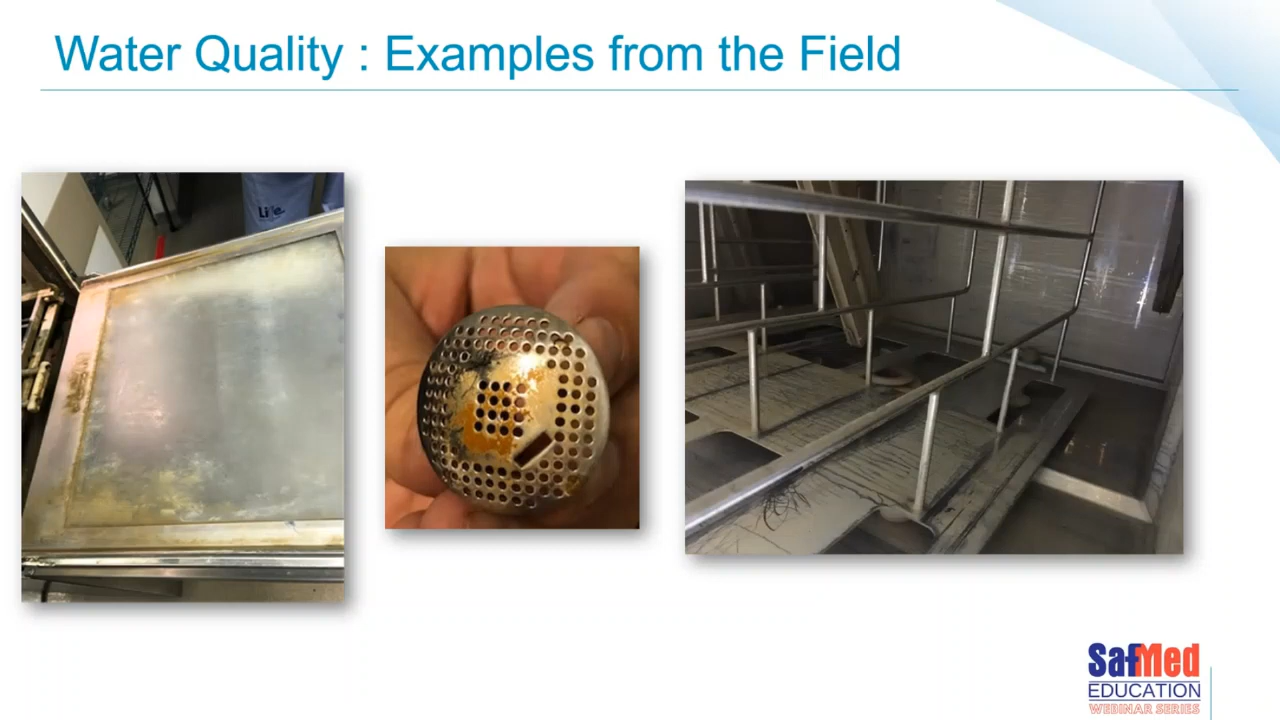 Water Quality : Examples from the Field
SafMed
EDUCATION
WEBINAR SERIES